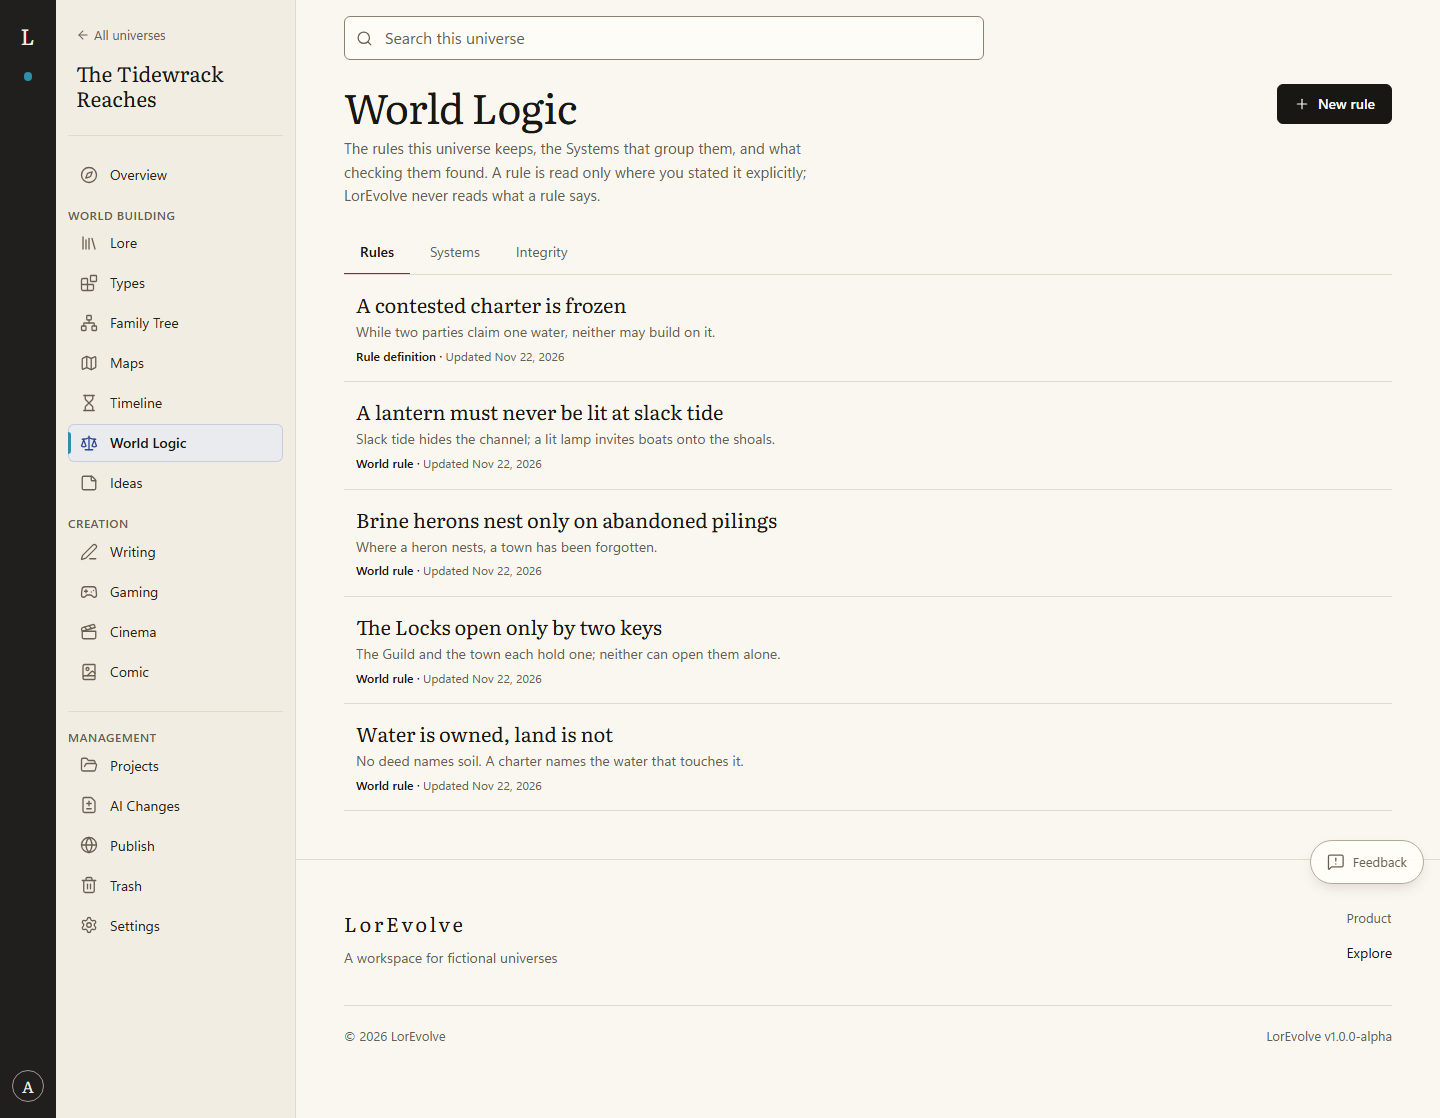 L
All universes
The Tidewrack
Reaches
Overview
WORLD BUILDING
Lore
Types
Family Tree
Maps
Timeline
World Logic
Ideas
CREATION
Writing
Gaming
Cinema
Comic
MANAGEMENT
Projects
AI Changes
Publish
Trash
Settings
A
Search this universe
World Logic
New rule
The rules this universe keeps, the Systems that group them, and what
checking them found. A rule is read only where you stated it explicitly;
LorEvolve never reads what a rule says.
Rules Systems Integrity
A contested charter is frozen
While two parties claim one water, neither may build on it.
Rule definition · Updated Nov 22, 2026
A lantern must never be lit at slack tide
Slack tide hides the channel; a lit lamp invites boats onto the shoals.
World rule · Updated Nov 22, 2026
Brine herons nest only on abandoned pilings
Where a heron nests, a town has been forgotten.
World rule · Updated Nov 22, 2026
The Locks open only by two keys
The Guild and the town each hold one; neither can open them alone.
World rule · Updated Nov 22, 2026
Water is owned, land is not
No deed names soil. A charter names the water that touches it.
World rule · Updated Nov 22, 2026
Feedback
LorEvolve
A workspace for fictional universes
Product
Explore
© 2026 LorEvolve
LorEvolve v1.0.0-alpha